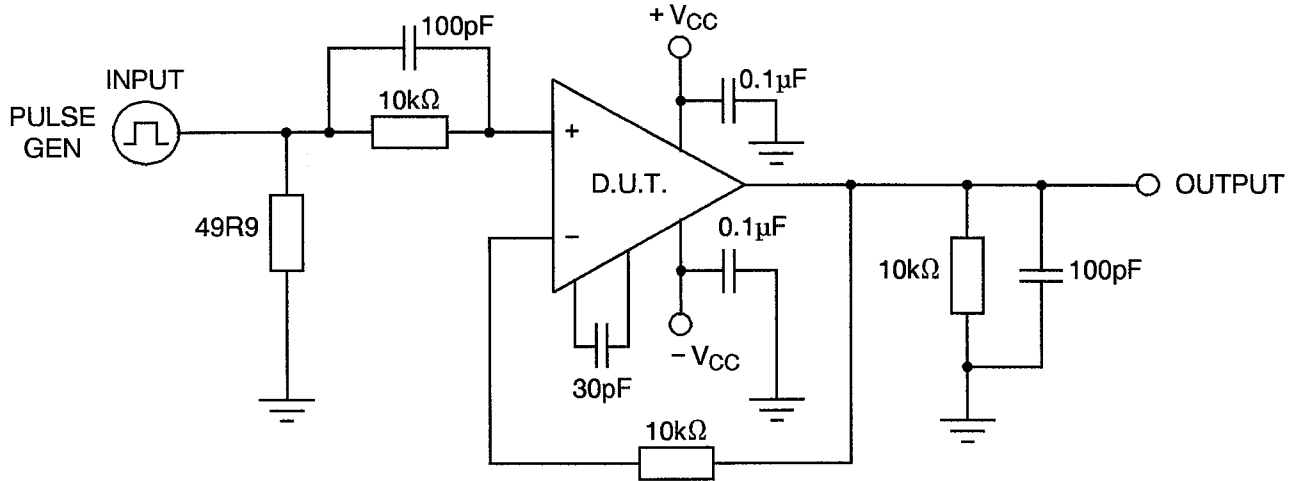 100pF
+ VCC
INPUT
0.1µF
PULSE
GEN
10kΩ
+
D.U.T.
OUTPUT
49R9
−
0.1µF
10kΩ
100pF
30pF
− VCC
10kΩ